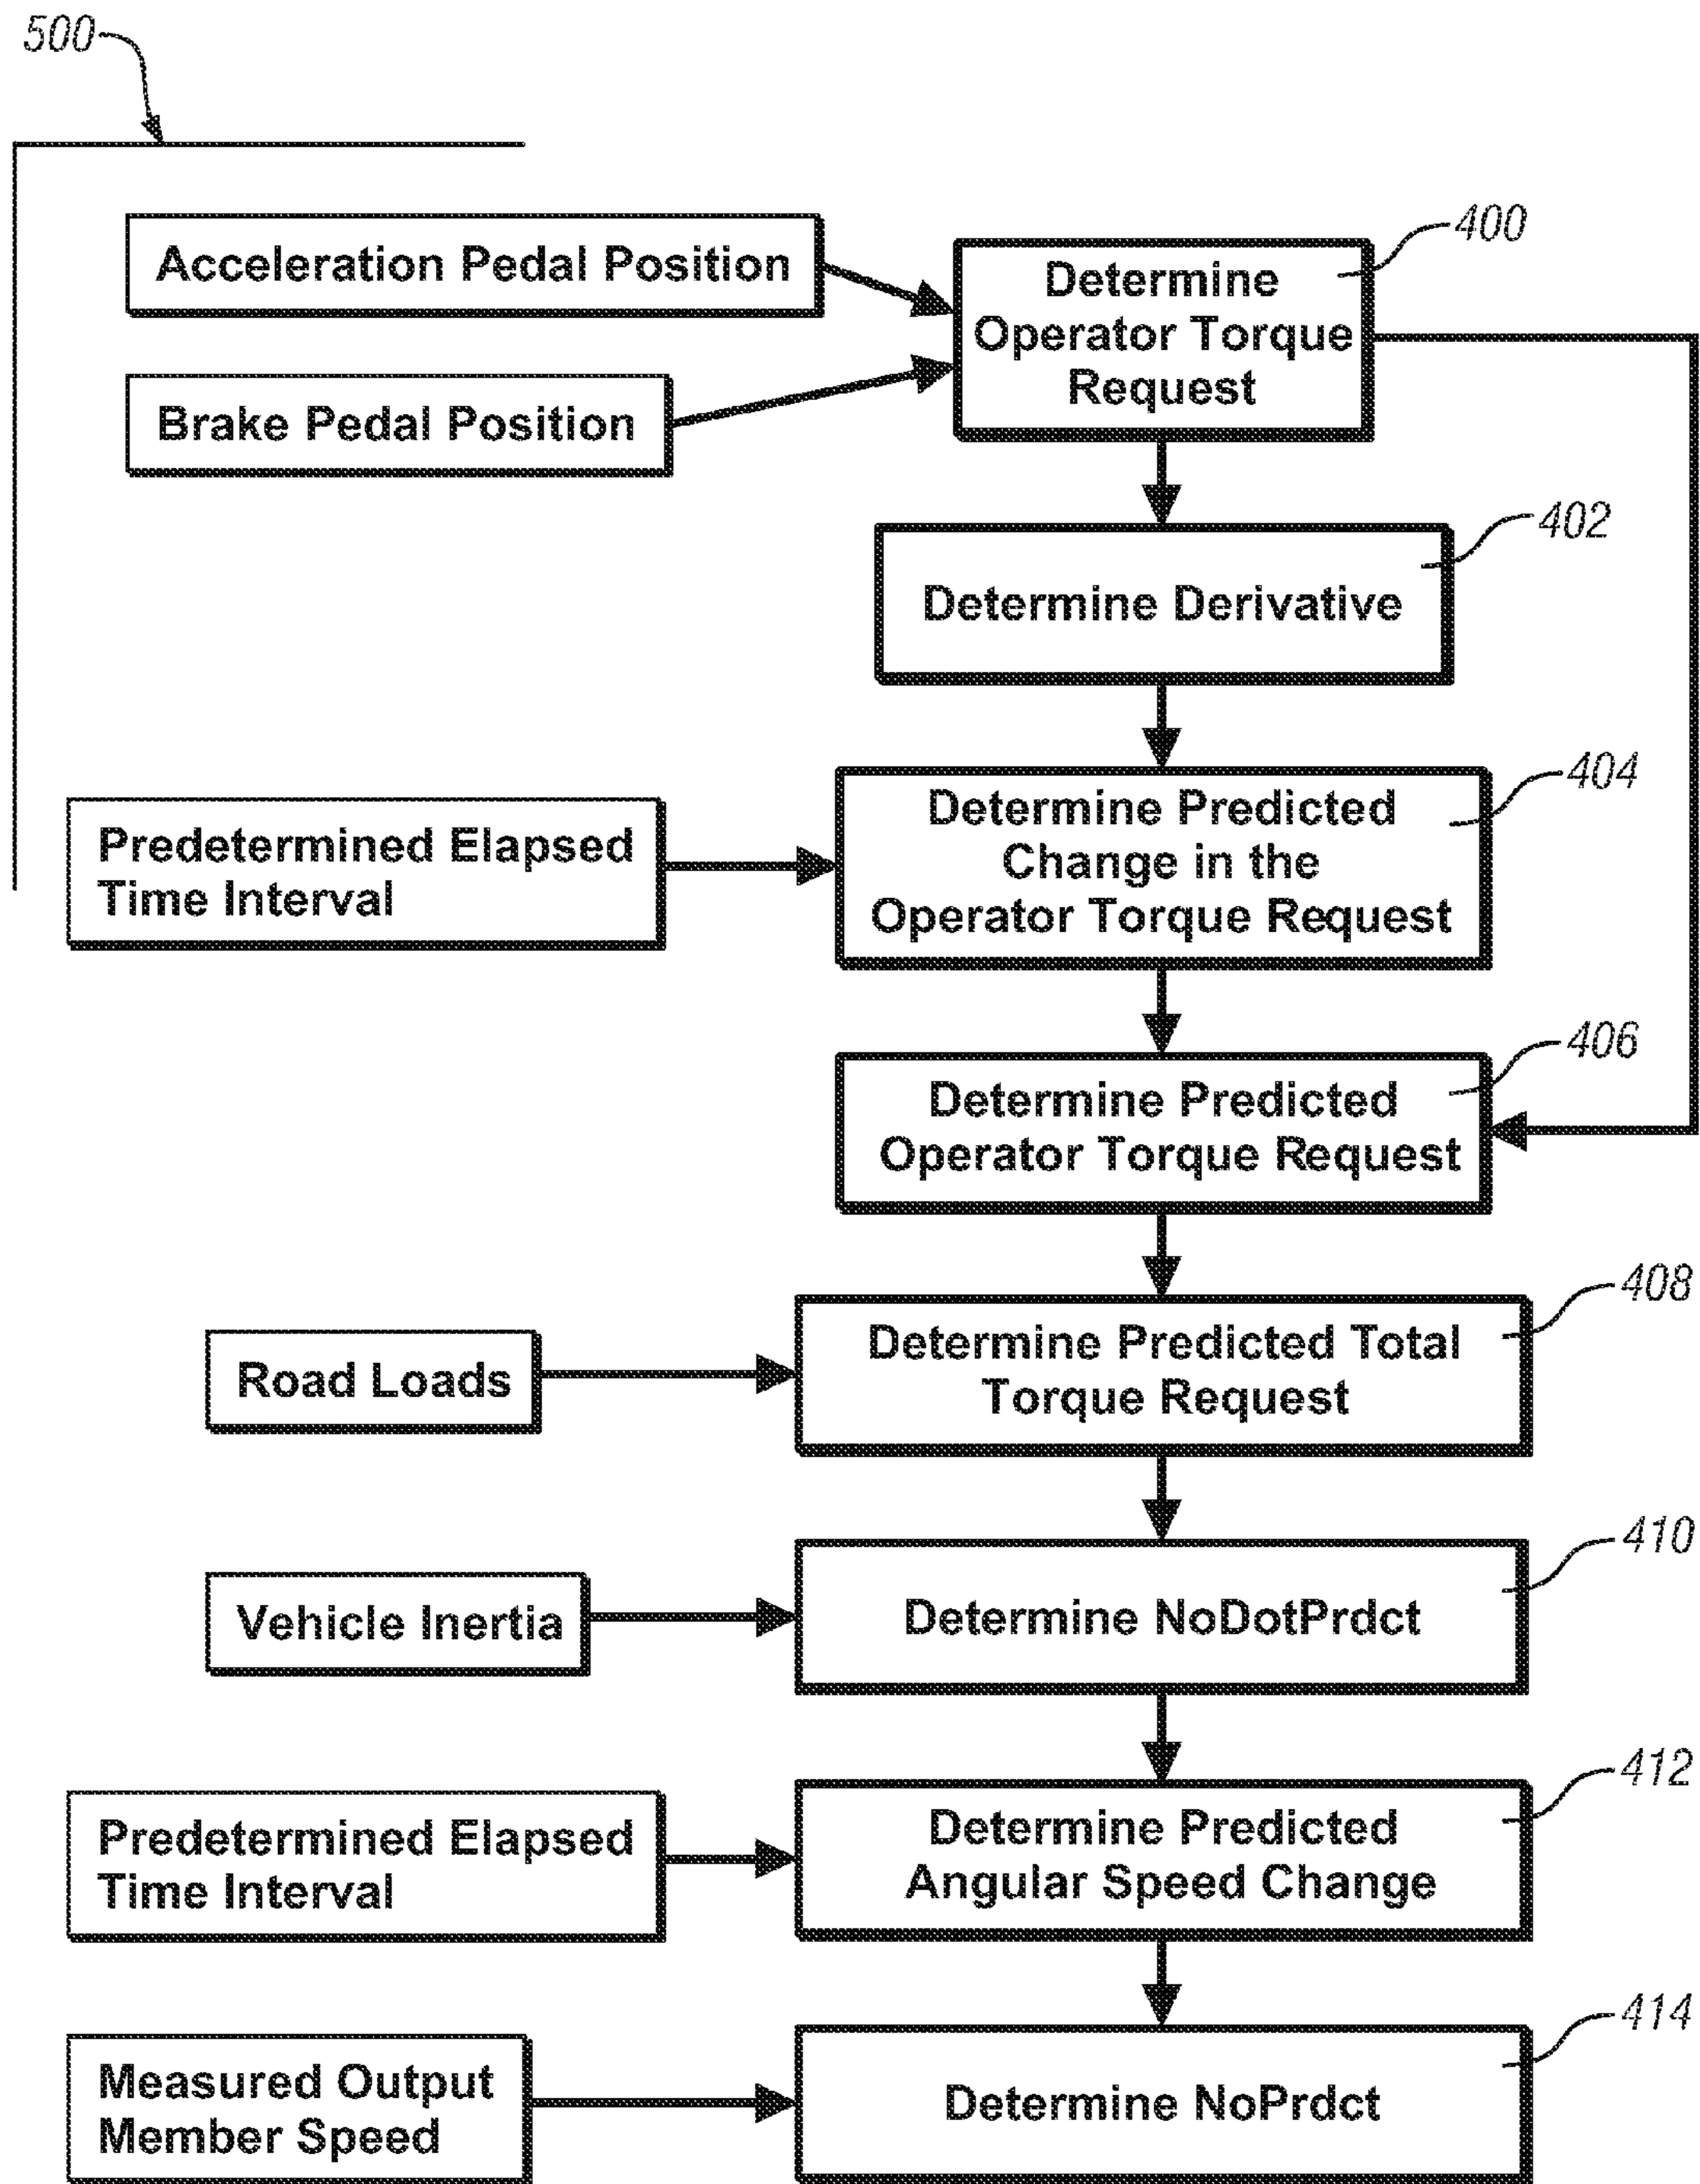 500
Acceleration Pedal Position
Brake Pedal Position
400
Determine
Operator Torque
Request
402
Determine Derivative
404
Predetermined Elapsed
Time Interval
Determine Predicted
Change in the
Operator Torque Request
406
Determine Predicted
Operator Torque Request
408
Road Loads
Determine Predicted Total
Torque Request
410
Vehicle Inertia
Determine NoDotPrdct
412
Predetermined Elapsed
Time Interval
Determine Predicted
Angular Speed Change
414
Measured Output
Member Speed
Determine NoPrdct